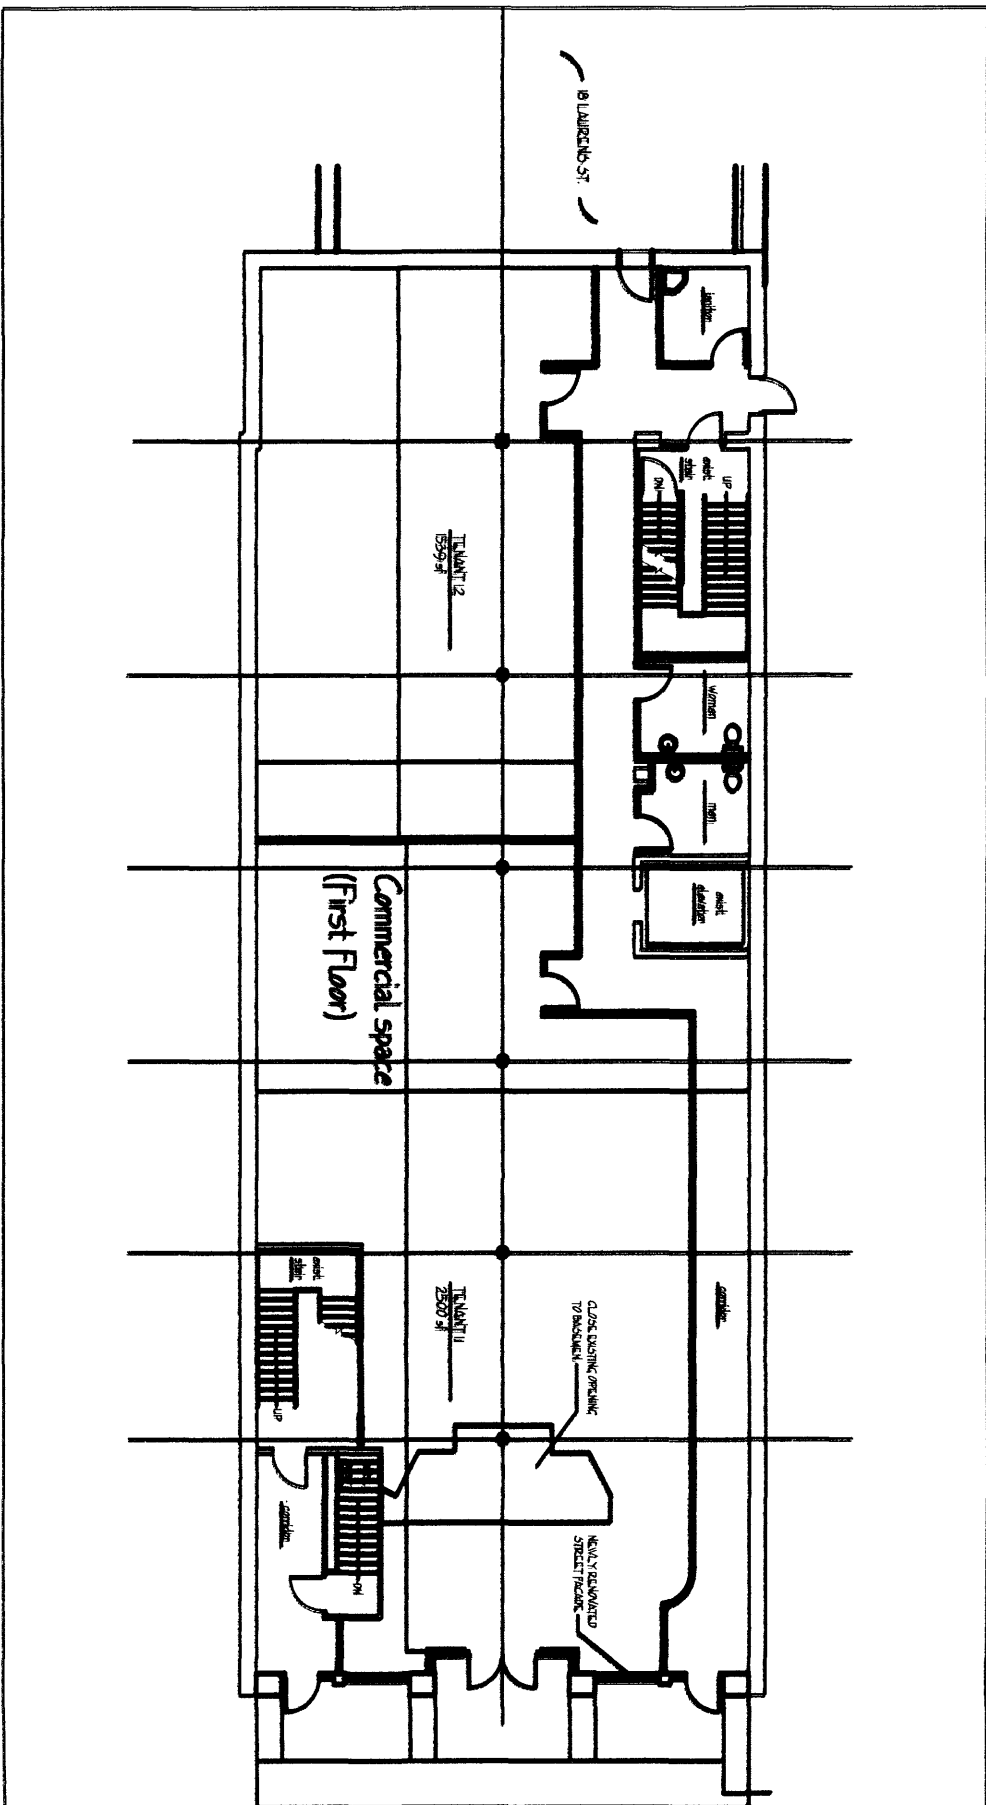 18 LAURENS ST.
janitor
UP
exist.
stair
DN
TENANT 12
1539 sf
women
men
exist.
elevator
Commercial space
(First Floor)
corridor
exist.
stair
TENANT 11
2500 sf
CLOSE EXISTING OPENING
TO BASEMEN.
UP
corridor
DN
NEWLY RENOVATED
STREET FACADE